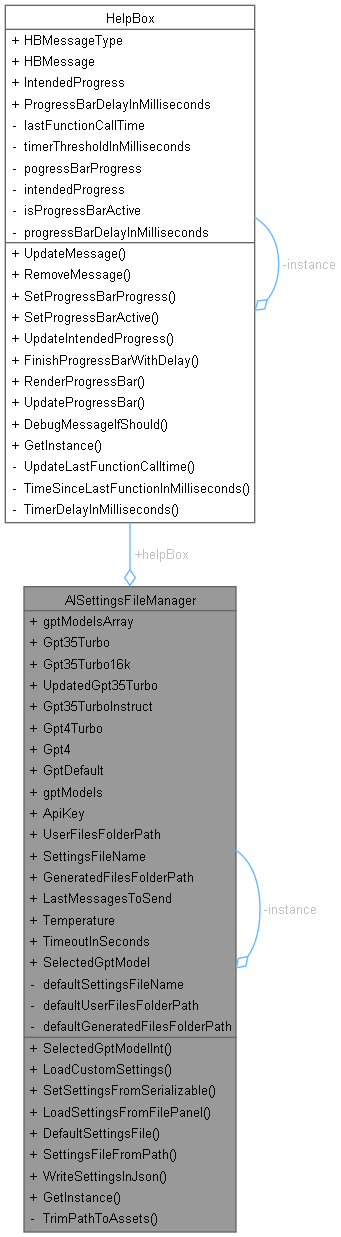 HelpBox
+ HBMessageType
+ HBMessage
+ IntendedProgress
+ ProgressBarDelayInMilliseconds
- lastFunctionCallTime
- timerThresholdInMilliseconds
- pogressBarProgress
- intendedProgress
- isProgressBarActive
- progressBarDelayInMilliseconds
+ UpdateMessage()
+ RemoveMessage()
+ SetProgressBarProgress()
+ SetProgressBarActive()
+ UpdateIntendedProgress()
+ FinishProgressBarWithDelay()
+ RenderProgressBar()
+ UpdateProgressBar()
+ DebugMessageIfShould()
+ GetInstance()
- UpdateLastFunctionCalltime()
- TimeSinceLastFunctionInMilliseconds()
- TimerDelayInMilliseconds()
-instance
+helpBox
AISettingsFileManager
+ gptModelsArray
+ Gpt35Turbo
+ Gpt35Turbo16k
+ UpdatedGpt35Turbo
+ Gpt35TurboInstruct
+ Gpt4Turbo
+ Gpt4
+ GptDefault
+ gptModels
+ ApiKey
+ UserFilesFolderPath
+ SettingsFileName
+ GeneratedFilesFolderPath
+ LastMessagesToSend
+ Temperature
+ TimeoutInSeconds
+ SelectedGptModel
- defaultSettingsFileName
- defaultUserFilesFolderPath
- defaultGeneratedFilesFolderPath
+ SelectedGptModelInt()
+ LoadCustomSettings()
+ SetSettingsFromSerializable()
+ LoadSettingsFromFilePanel()
+ DefaultSettingsFile()
+ SettingsFileFromPath()
+ WriteSettingsInJson()
+ GetInstance()
- TrimPathToAssets()
-instance